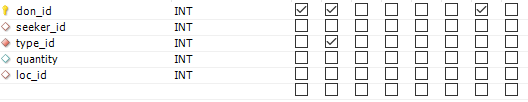 don_id INT
seeker_id INT
type_id INT
quantity INT
loc_id INT